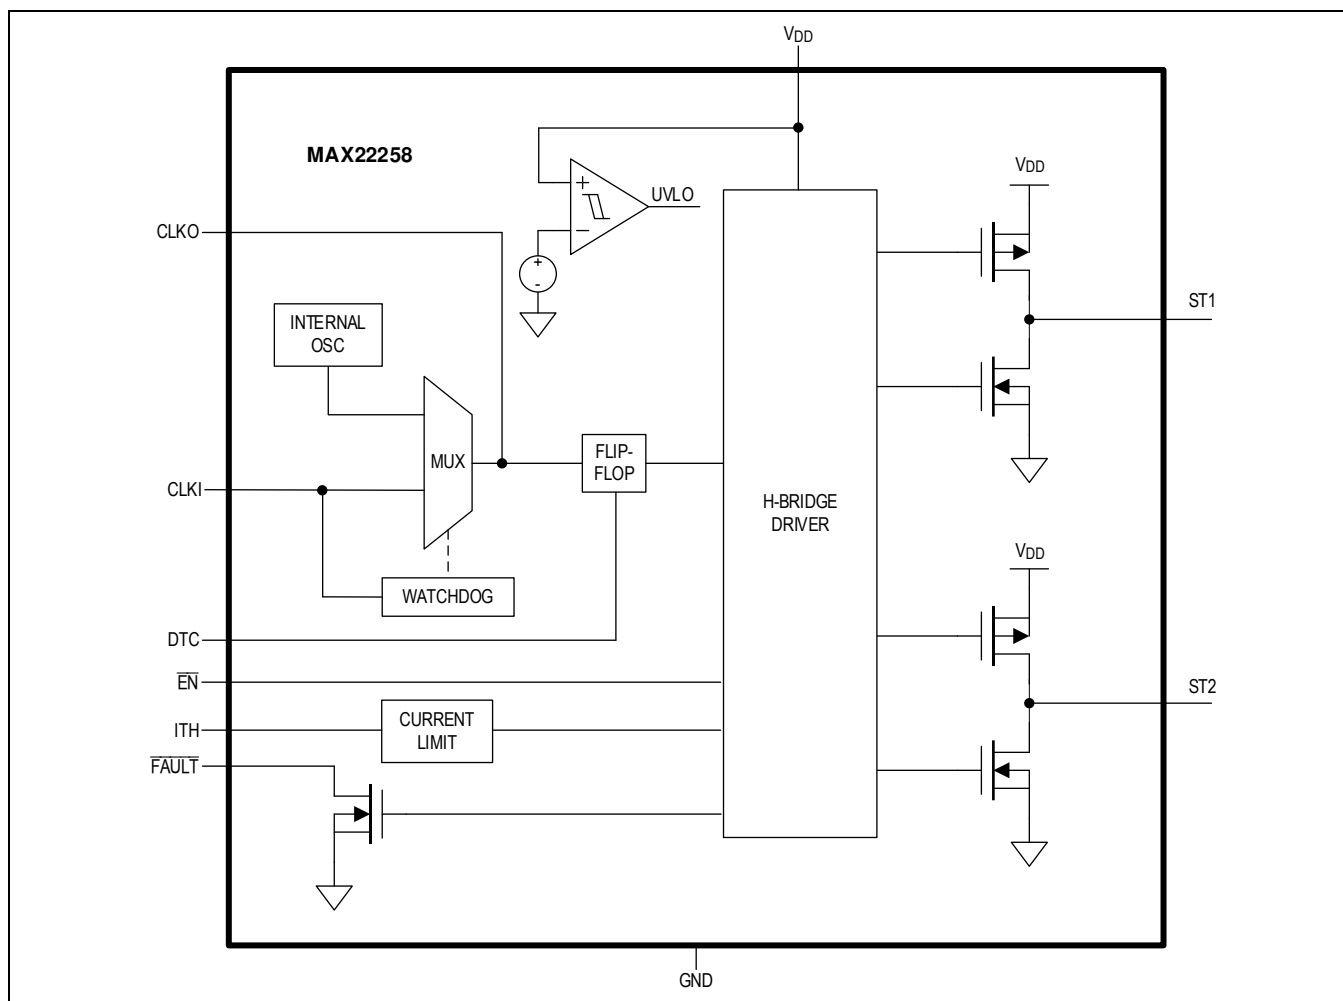 VDD
MAX22258
VDD
+
UVLO
CLKO
−
+
-
ST1
INTERNAL
OSC
MUX
FLIP-
FLOP
CLKI
H-BRIDGE
DRIVER
VDD
WATCHDOG
DTC
EN
ST2
ITH
CURRENT
LIMIT
FAULT
GND